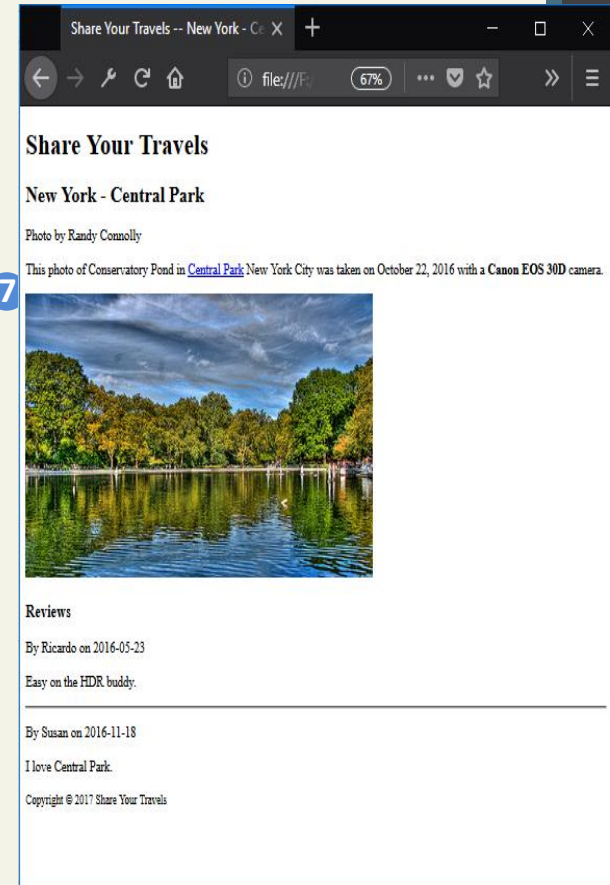 Share Your Travels -- New York - Ce
file:///
67%
Share Your Travels
New York - Central Park
Photo by Randy Connolly
This photo of Conservatory Pond in Central Park New York City was taken on October 22, 2016 with a Canon EOS 30D camera.
7
Reviews
By Ricardo on 2016-05-23
Easy on the HDR buddy.
By Susan on 2016-11-18
I love Central Park.
Copyright © 2017 Share Your Travels